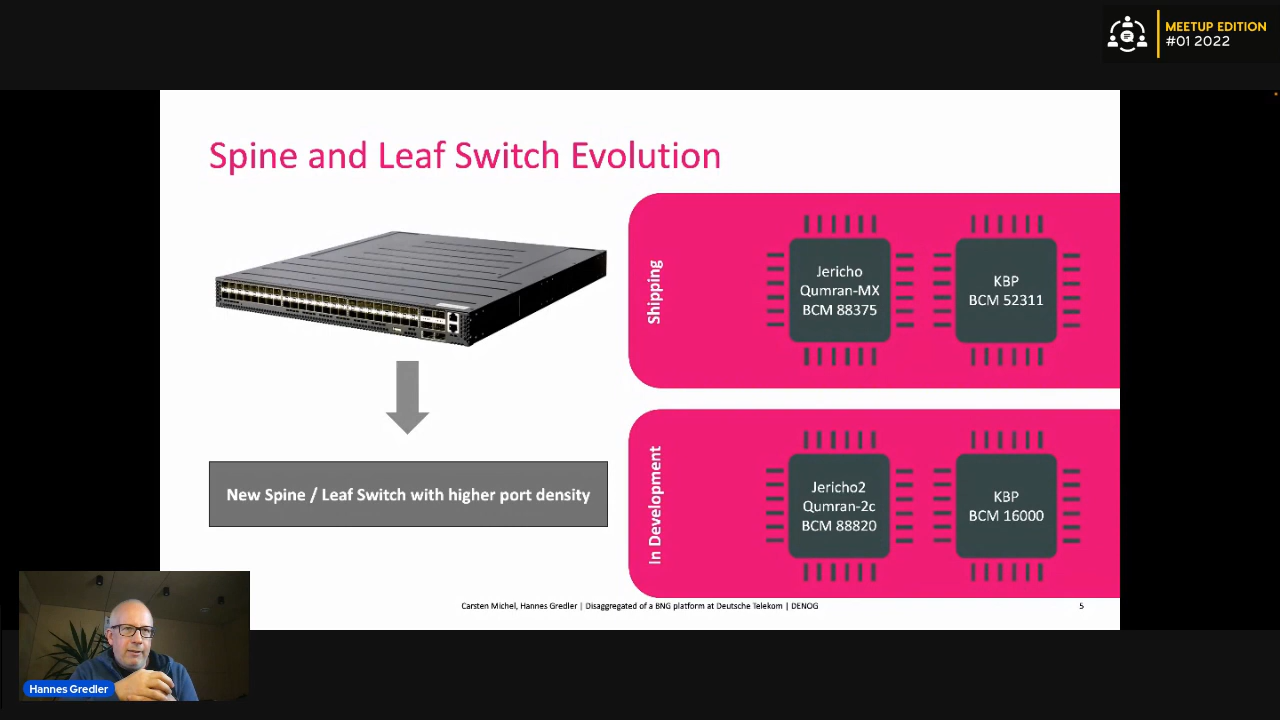 MEETUP EDITION
#01 2022
Spine and Leaf Switch Evolution
Shipping
Jericho
Qumran-MX
BCM 88375
KBP
BCM 52311
New Spine / Leaf Switch with higher port density
In Development
Jericho2
Qumran-2c
BCM 88820
KBP
BCM 16000
Carsten Michel, Hannes Gredler | Disaggregated of a BNG platform at Deutsche Telekom | DENOG
5
Hannes Gredler